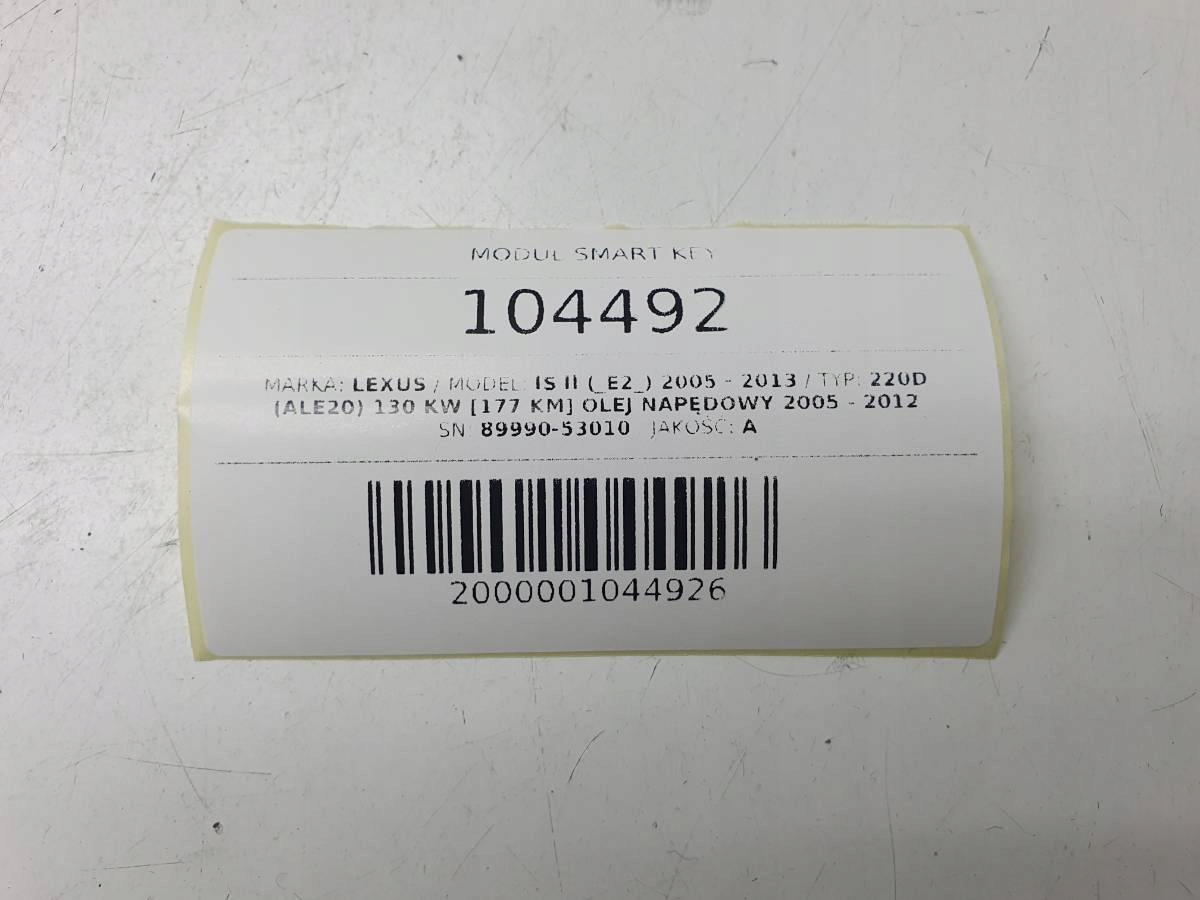 MODUŁ SMART KEY
104492
MARKA: LEXUS / MODEL: IS II (_E2_) 2005 - 2013 / TYP: 220D
(ALE20) 130 KW [177 KM] OLEJ NAPĘDOWY 2005 - 2012
SN: 89990-53010 JAKOŚĆ: A
2000001044926